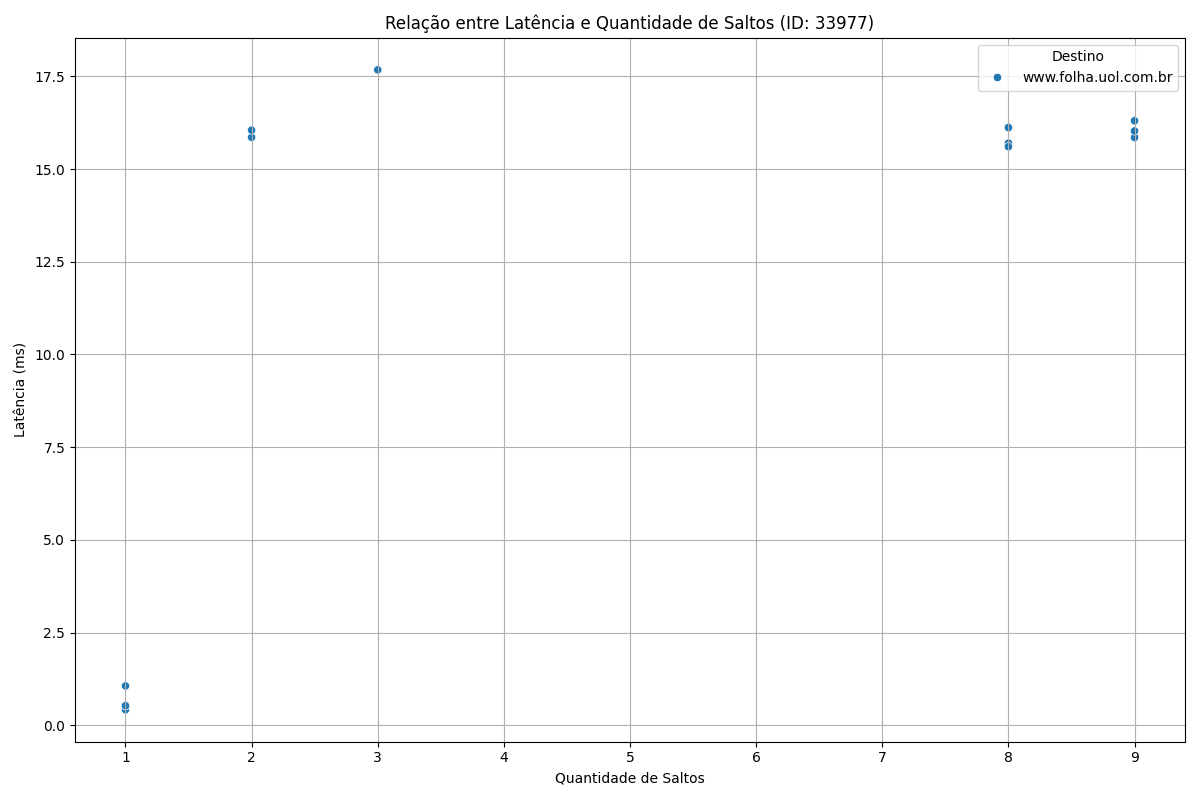 Relação entre Latência e Quantidade de Saltos (ID: 33977)
Destino
www.folha.uol.com.br
17.5
15.0
12.5
10.0
7.5
5.0
2.5
0.0
Latência (ms)
1 2 3 4 5 6 7 8 9
Quantidade de Saltos